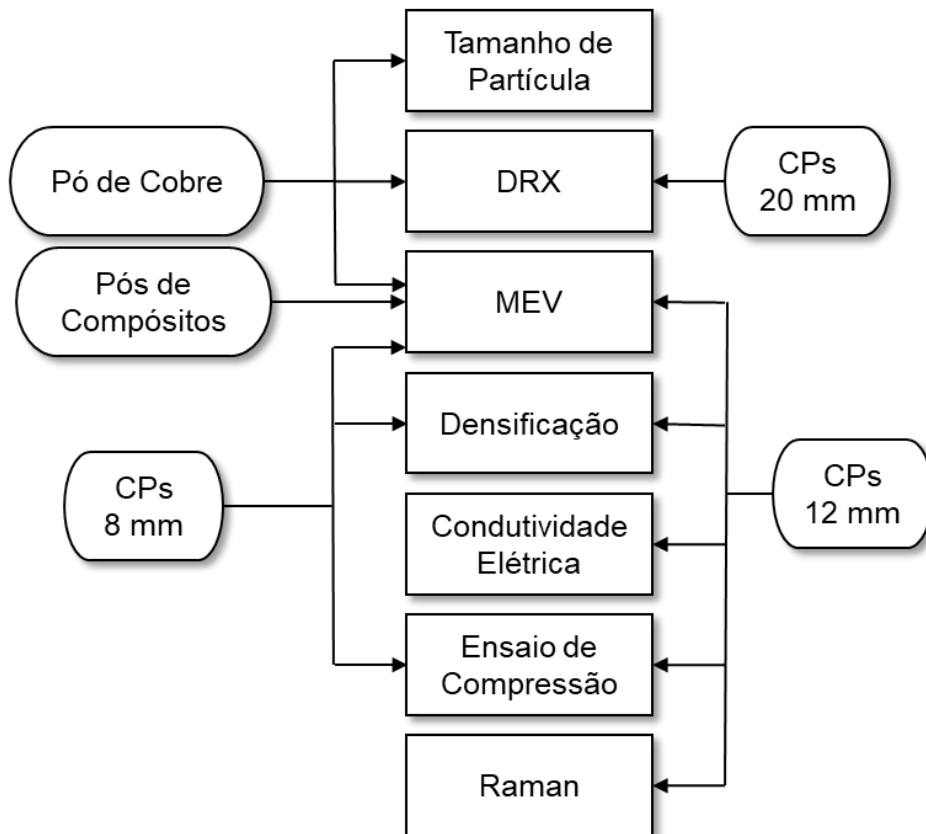 Tamanho de
Partícula
Pó de Cobre
DRX
CPs
20 mm
Pós de
Compósitos
MEV
Densificação
CPs
8 mm
CPs
12 mm
Condutividade
Elétrica
Ensaio de
Compressão
Raman